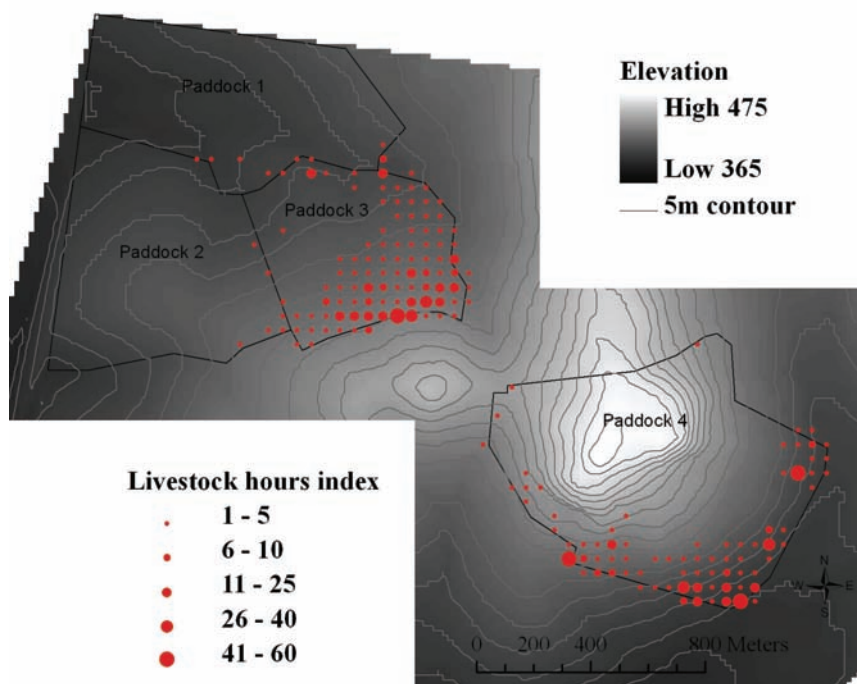 Paddock 1
Elevation
High 475
Low 365
5m contour
Paddock 3
Paddock 2
Paddock 4
Livestock hours index
1 - 5
6 - 10
11 - 25
26 - 40
41 - 60
N
W E
S
0 200 400 800 Meters